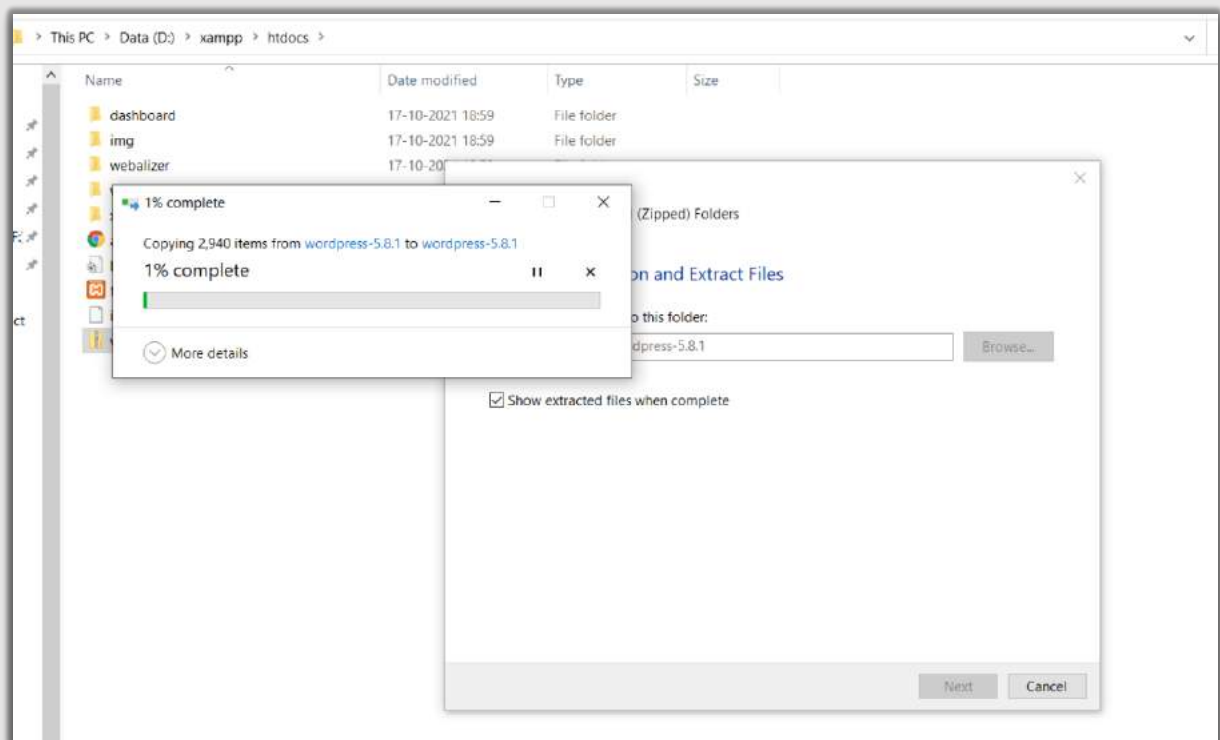 This PC > Data (D:) > xampp > htdocs >
Name Date modified Type Size
dashboard 17-10-2021 18:59 File folder
img 17-10-2021 18:59 File folder
webalizer 17-10-20
1% complete
Copying 2,940 items from wordpress-5.8.1 to wordpress-5.8.1
1% complete
More details
(Zipped) Folders
on and Extract Files
o this folder:
dpress-5.8.1 Browse...
Show extracted files when complete
Next Cancel
ct